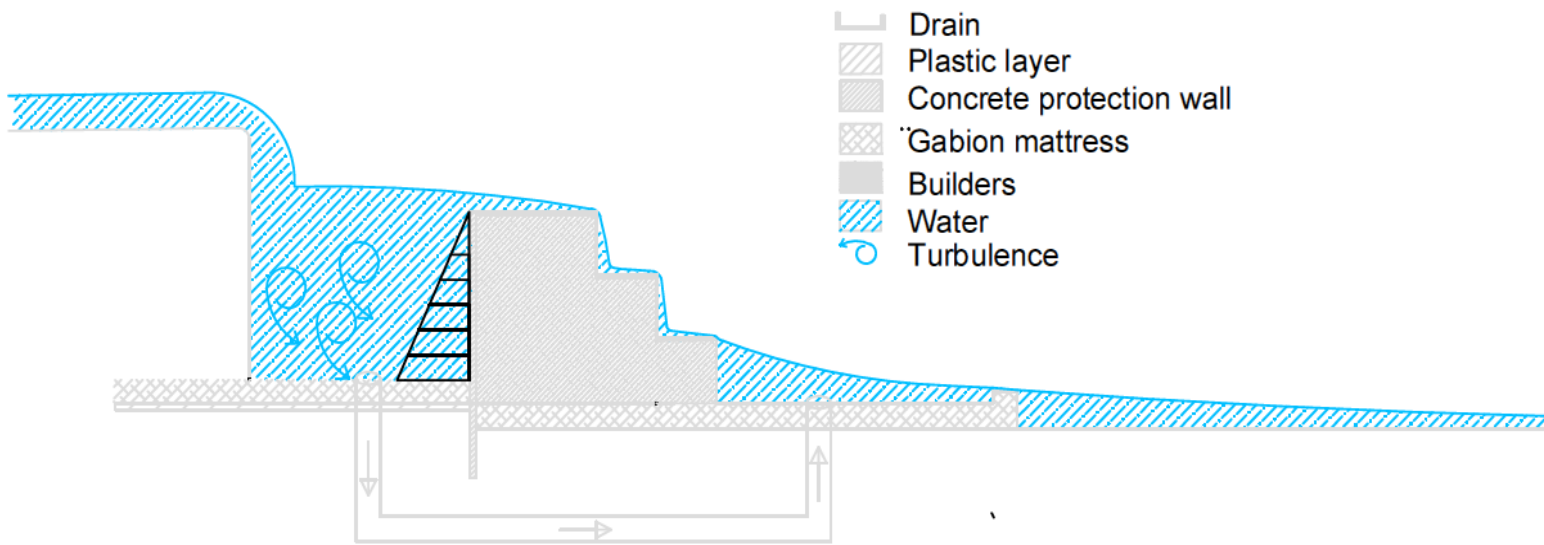 Drain
Plastic layer
Concrete protection wall
¨Gabion mattress
Builders
Water
Turbulence